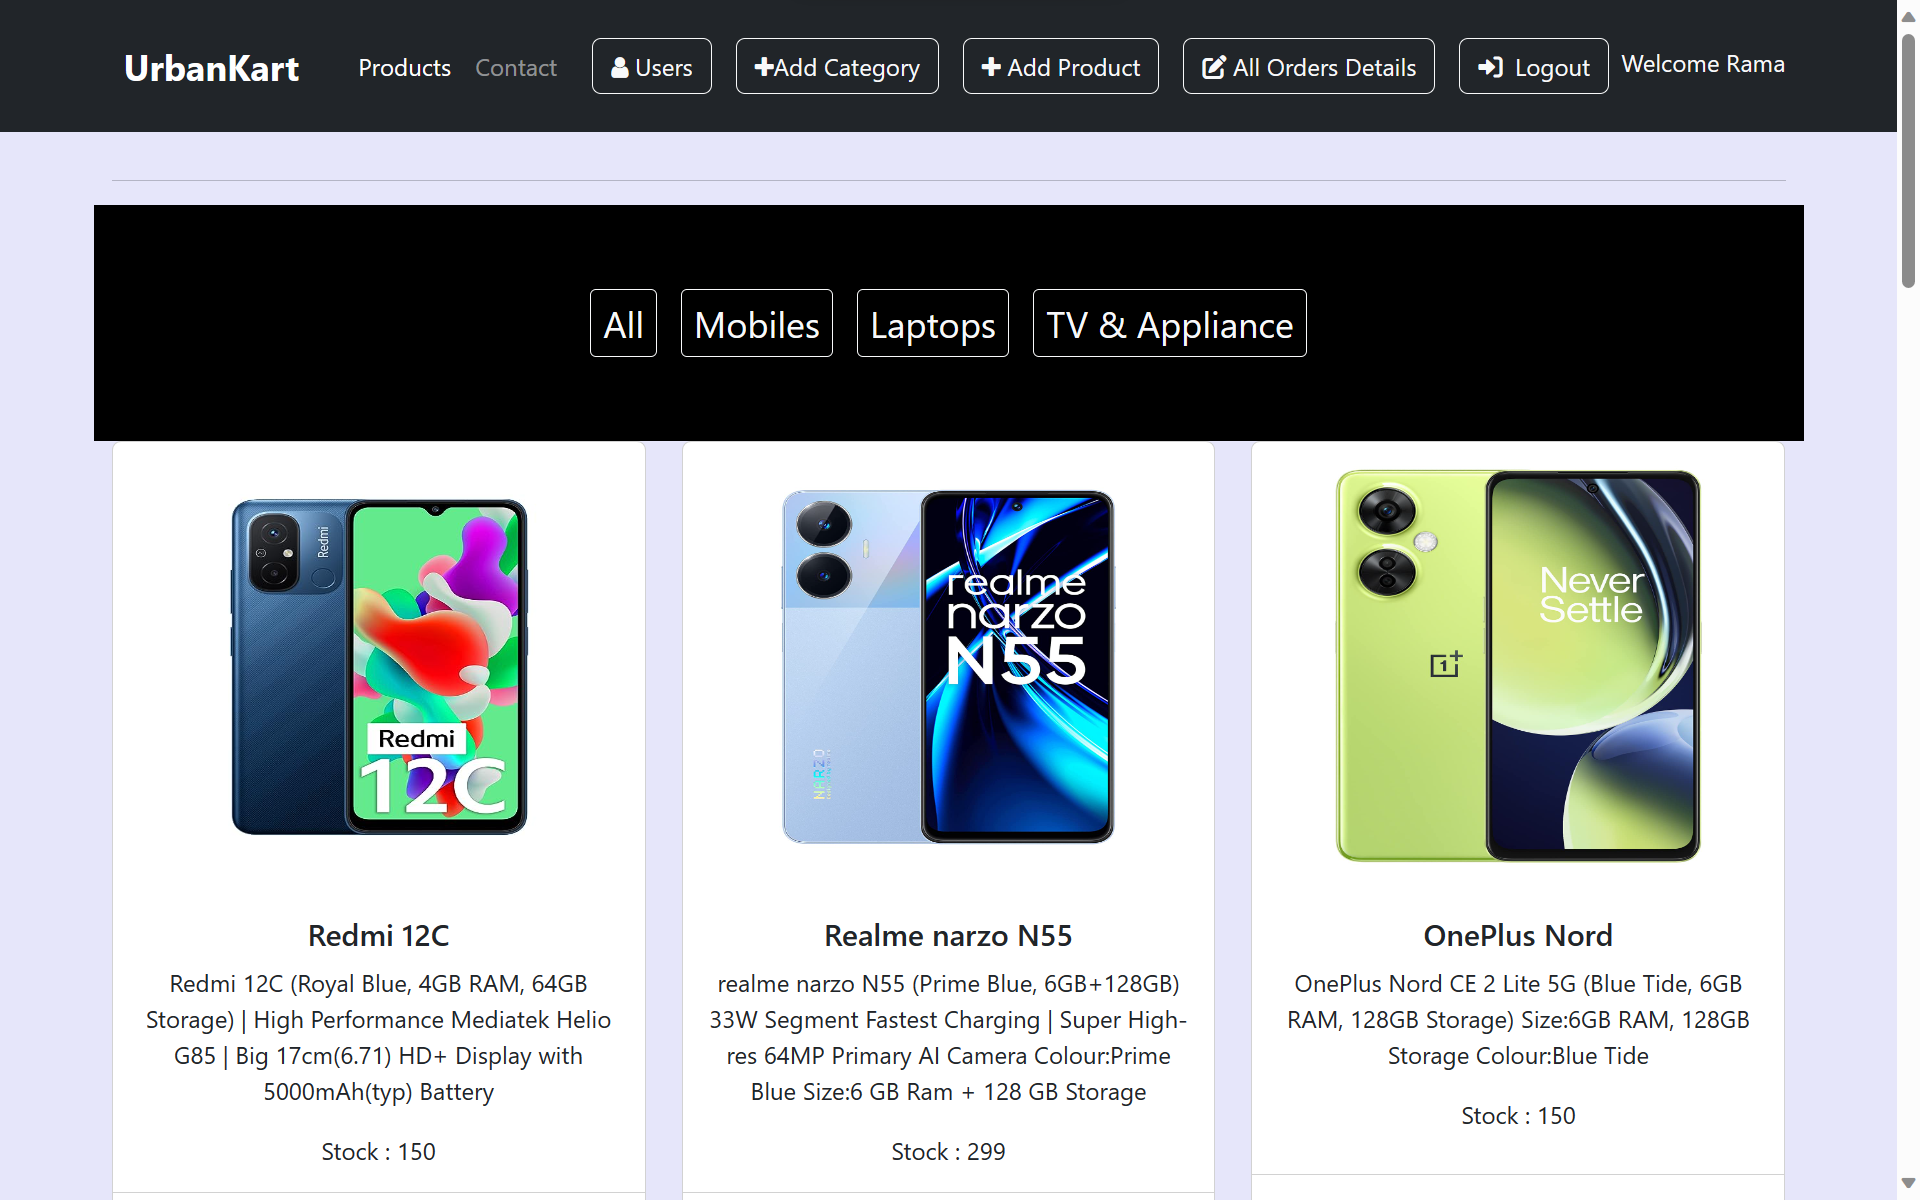 UrbanKart
Products
Contact
Users
Add Category
Add Product
All Orders Details
Logout
Welcome Rama
All
Mobiles
Laptops
TV & Appliance
Redmi
Redmi
12C
realme
narzo
N55
NARZO
Never
Settle
1+
Redmi 12C
Redmi 12C (Royal Blue, 4GB RAM, 64GB
Storage) | High Performance Mediatek Helio
G85 | Big 17cm(6.71) HD+ Display with
5000mAh(typ) Battery
Stock : 150
Realme narzo N55
realme narzo N55 (Prime Blue, 6GB+128GB)
33W Segment Fastest Charging | Super High-
res 64MP Primary AI Camera Colour:Prime
Blue Size:6 GB Ram + 128 GB Storage
Stock : 299
OnePlus Nord
OnePlus Nord CE 2 Lite 5G (Blue Tide, 6GB
RAM, 128GB Storage) Size:6GB RAM, 128GB
Storage Colour:Blue Tide
Stock : 150